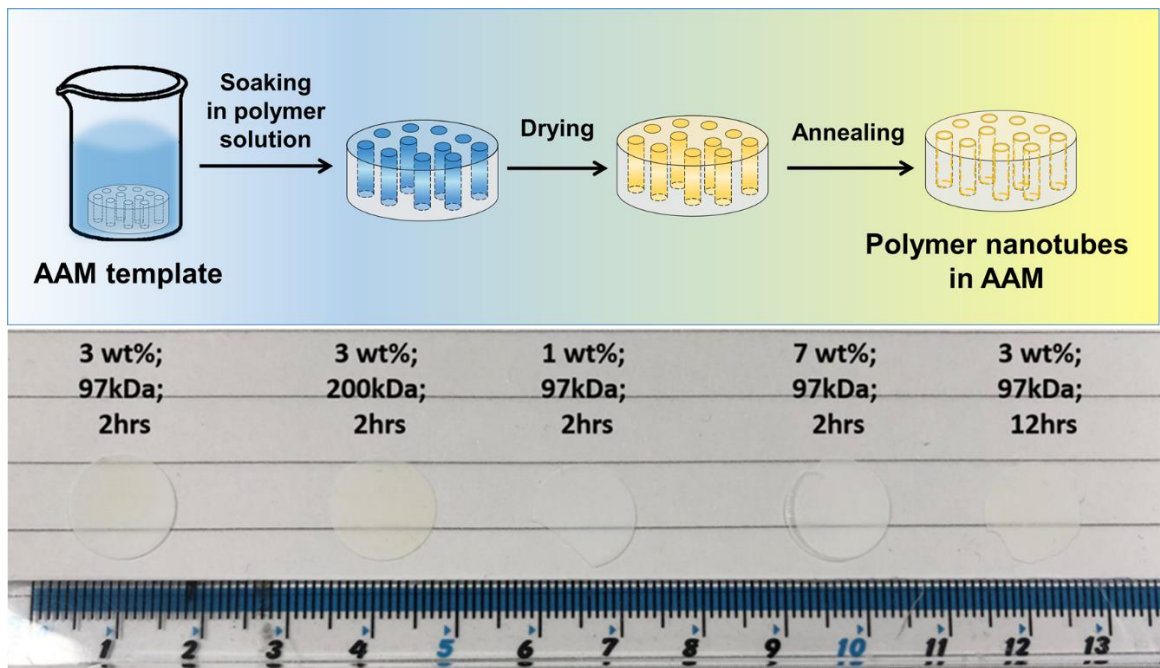 Soaking
in polymer
solution
Drying
Annealing
AAM template
Polymer nanotubes
in AAM
3 wt%;
97kDa;
2hrs
3 wt%;
200kDa;
2hrs
1 wt%;
97kDa;
2hrs
7 wt%;
97kDa;
2hrs
3 wt%;
97kDa;
12hrs
1 2 3 4 5 6 7 8 9 10 11 12 13